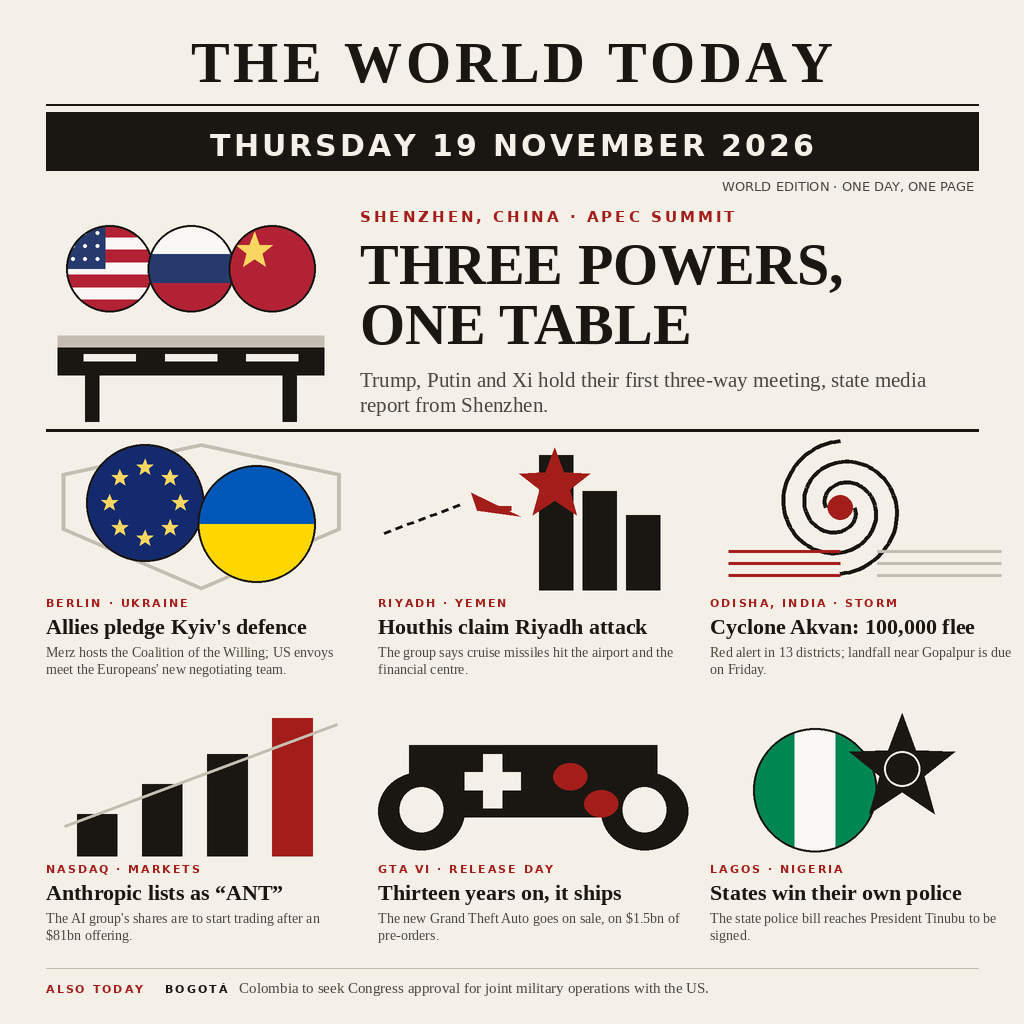 THE WORLD TODAY
THURSDAY 19 NOVEMBER 2026
WORLD EDITION · ONE DAY, ONE PAGE
SHENZHEN, CHINA · APEC SUMMIT
THREE POWERS,
ONE TABLE
Trump, Putin and Xi hold their first three-way meeting, state media
report from Shenzhen.
BERLIN · UKRAINE
Allies pledge Kyiv's defence
Merz hosts the Coalition of the Willing; US envoys
meet the Europeans' new negotiating team.
RIYADH · YEMEN
Houthis claim Riyadh attack
The group says cruise missiles hit the airport and the
financial centre.
ODISHA, INDIA · STORM
Cyclone Akvan: 100,000 flee
Red alert in 13 districts; landfall near Gopalpur is due
on Friday.
NASDAQ · MARKETS
Anthropic lists as “ANT”
The AI group's shares are to start trading after an
$81bn offering.
GTA VI · RELEASE DAY
Thirteen years on, it ships
The new Grand Theft Auto goes on sale, on $1.5bn of
pre-orders.
LAGOS · NIGERIA
States win their own police
The state police bill reaches President Tinubu to be
signed.
ALSO TODAY BOGOTÁ Colombia to seek Congress approval for joint military operations with the US.